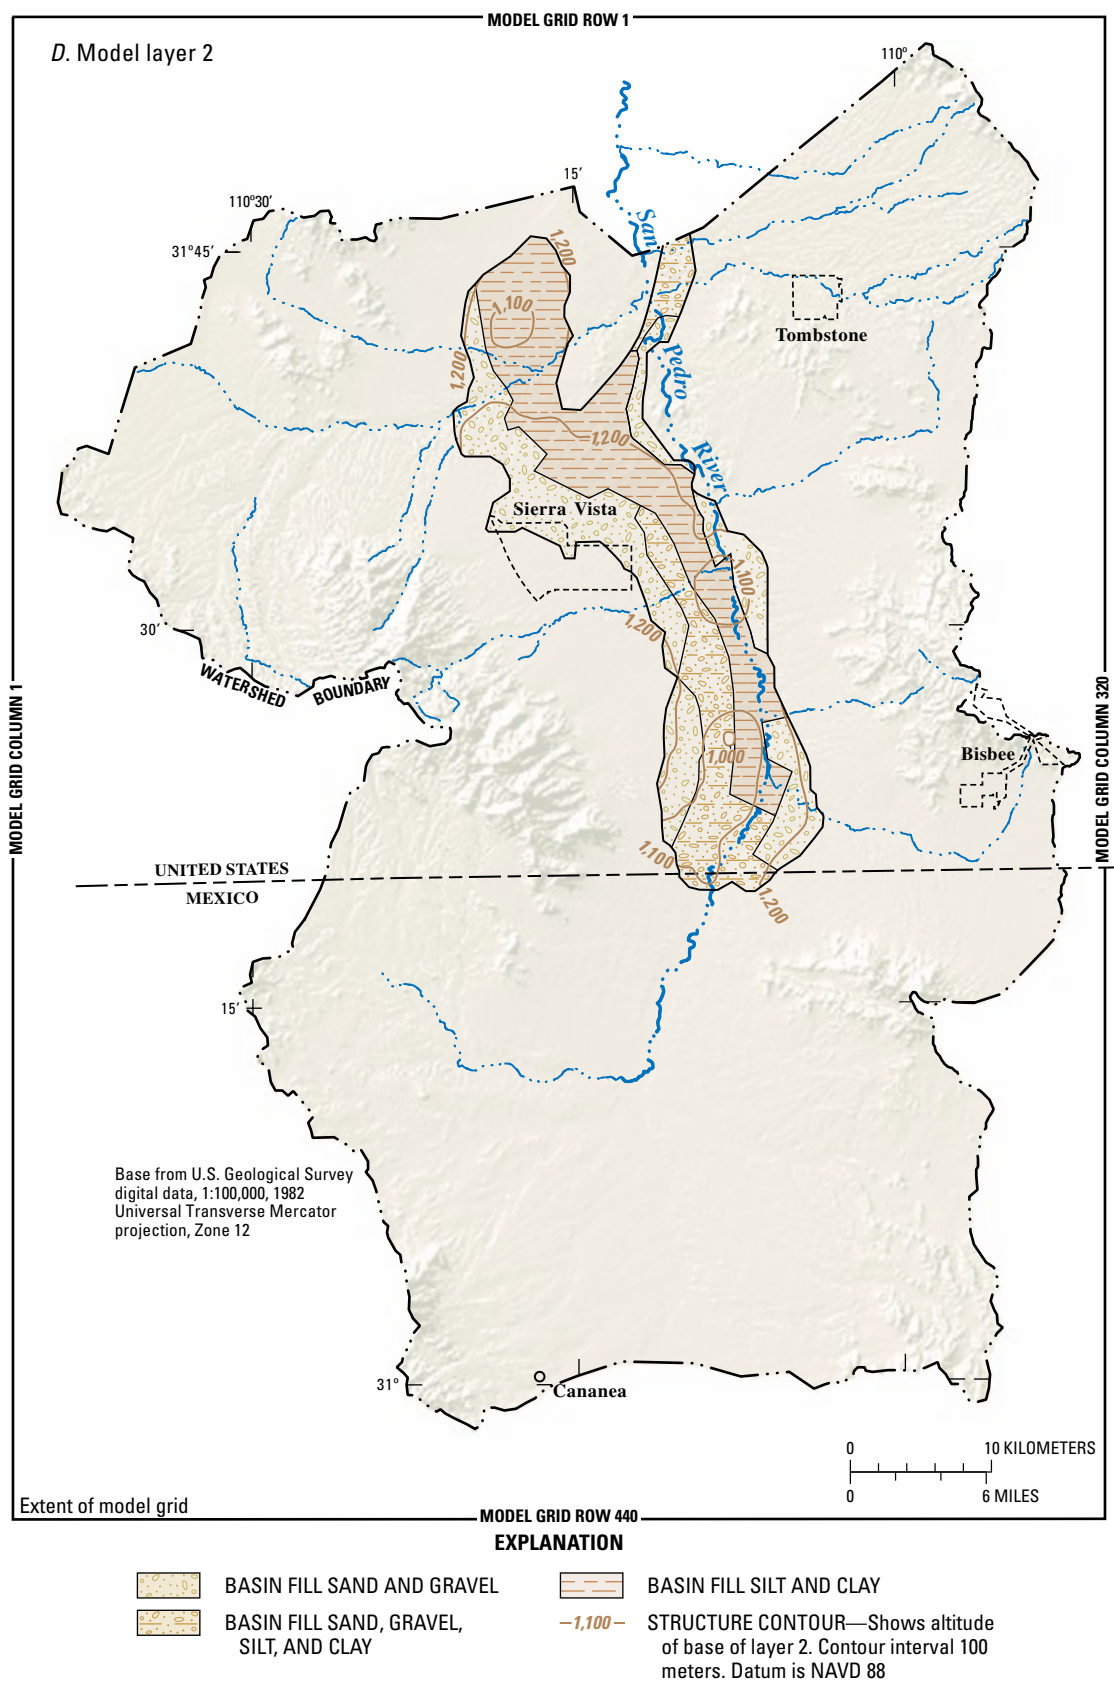 MODEL GRID ROW 1
D. Model layer 2
110°
15′
110°30′
31°45′
San
1,200
1,100
Tombstone
1,200
Pedro
1,200
River
Sierra Vista
1,100
30′
1,200
WATERSHED BOUNDARY
MODEL GRID COLUMN 1
MODEL GRID COLUMN 320
Bisbee
1,000
1,100
UNITED STATES
MEXICO
1,200
15′
Base from U.S. Geological Survey
digital data, 1:100,000, 1982
Universal Transverse Mercator
projection, Zone 12
31°
Cananea
0 10 KILOMETERS
0 6 MILES
Extent of model grid
MODEL GRID ROW 440
EXPLANATION
BASIN FILL SAND AND GRAVEL
BASIN FILL SAND, GRAVEL,
SILT, AND CLAY
BASIN FILL SILT AND CLAY
1,100
STRUCTURE CONTOUR—Shows altitude
of base of layer 2. Contour interval 100
meters. Datum is NAVD 88